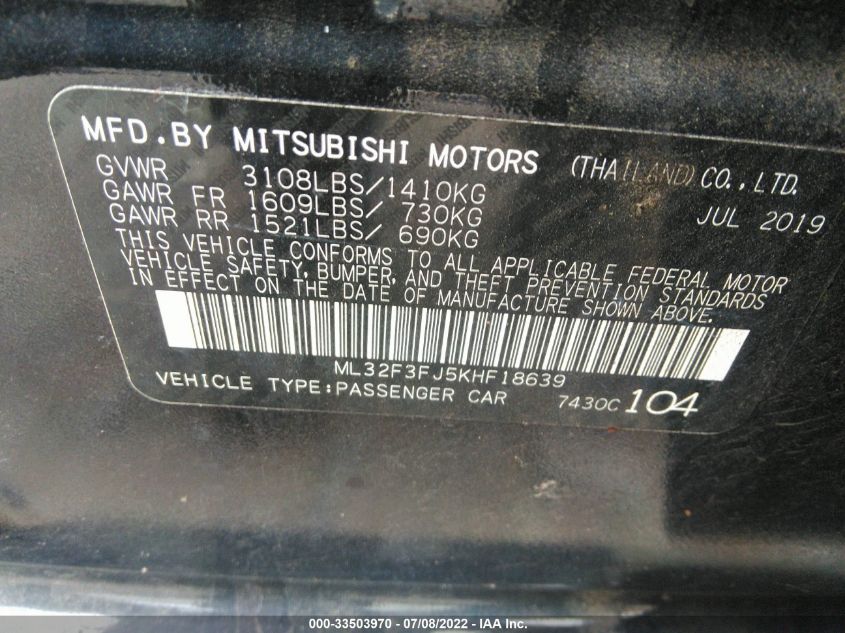 MFD.BY MITSUBISHI MOTORS (THAILAND) CO.,LTD.
GVWR 3108LBS/1410KG JUL 2019
GAWR FR 1609LBS/ 730KG
GAWR RR 1521LBS/ 690KG
THIS VEHICLE CONFORMS TO ALL APPLICABLE FEDERAL MOTOR
VEHICLE SAFETY, BUMPER, AND THEFT PREVENTION STANDARDS
IN EFFECT ON THE DATE OF MANUFACTURE SHOWN ABOVE.
ML32F3FJ5KHF18639
VEHICLE TYPE:PASSENGER CAR 7430C 104
000-33503970 - 07/08/2022 - IAA Inc.